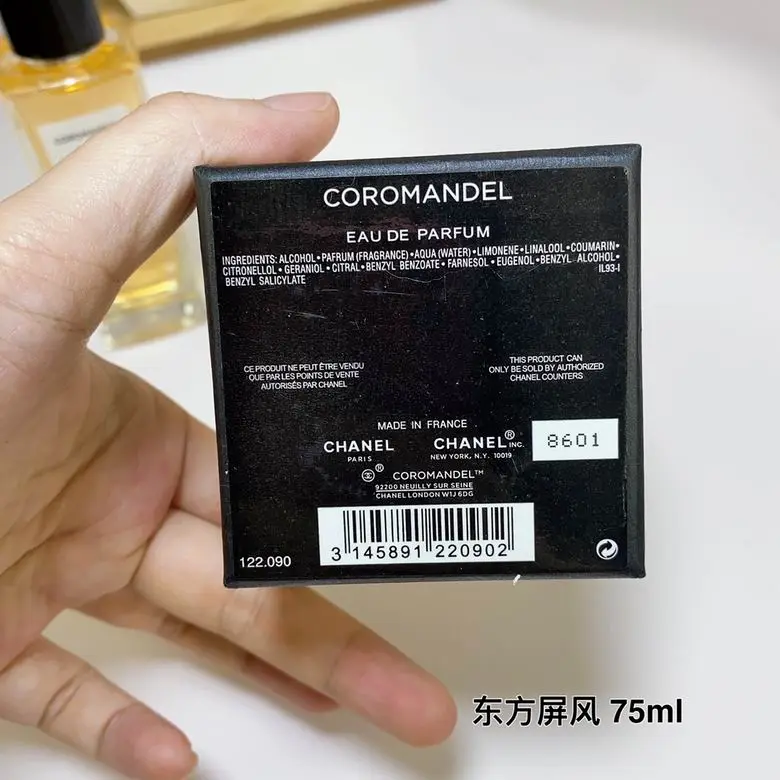 COROMANDEL
EAU DE PARFUM
INGREDIENTS: ALCOHOL•PAFRUM (FRAGRANCE)•AQUA (WATER)•LIMONENE•LINALOOL•COUMARIN•
CITRONELLOL•GERANIOL•CITRAL•BENZYL BENZOATE•FARNESOL•EUGENOL•BENZYL ALCOHOL•
BENZYL SALICYLATE
IL93-I
CE PRODUIT NE PEUT ÊTRE VENDU
QUE PAR LES POINTS DE VENTE
AUTORISÉS PAR CHANEL
THIS PRODUCT CAN
ONLY BE SOLD BY AUTHORIZED
CHANEL COUNTERS
MADE IN FRANCE
CHANEL
PARIS
CHANEL® INC.
NEW YORK, N.Y. 10019
8601
® COROMANDEL™
92200 NEUILLY SUR SEINE
CHANEL LONDON W1J 6DG
3 145891 220902
122.090
东方屏风 75ml